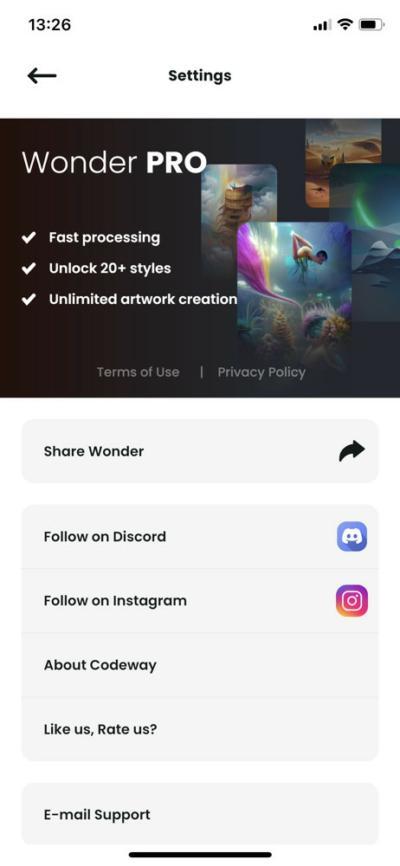 13:26
Settings
Wonder PRO
Fast processing
Unlock 20+ styles
Unlimited artwork creation
Terms of Use | Privacy Policy
Share Wonder
Follow on Discord
Follow on Instagram
About Codeway
Like us, Rate us?
E-mail Support